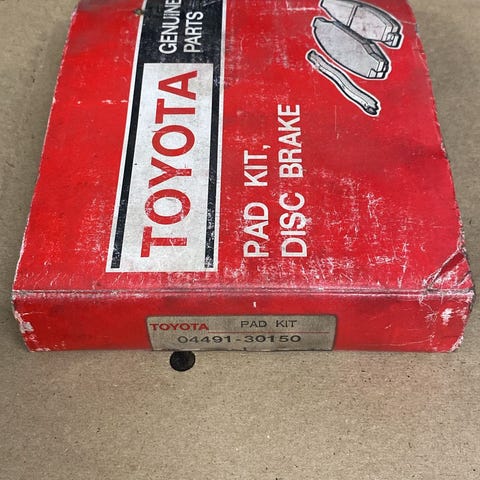 TOYOTA
GENUINE
PARTS
PAD KIT,
DISC BRAKE
TOYOTA PAD KIT
04491-30150